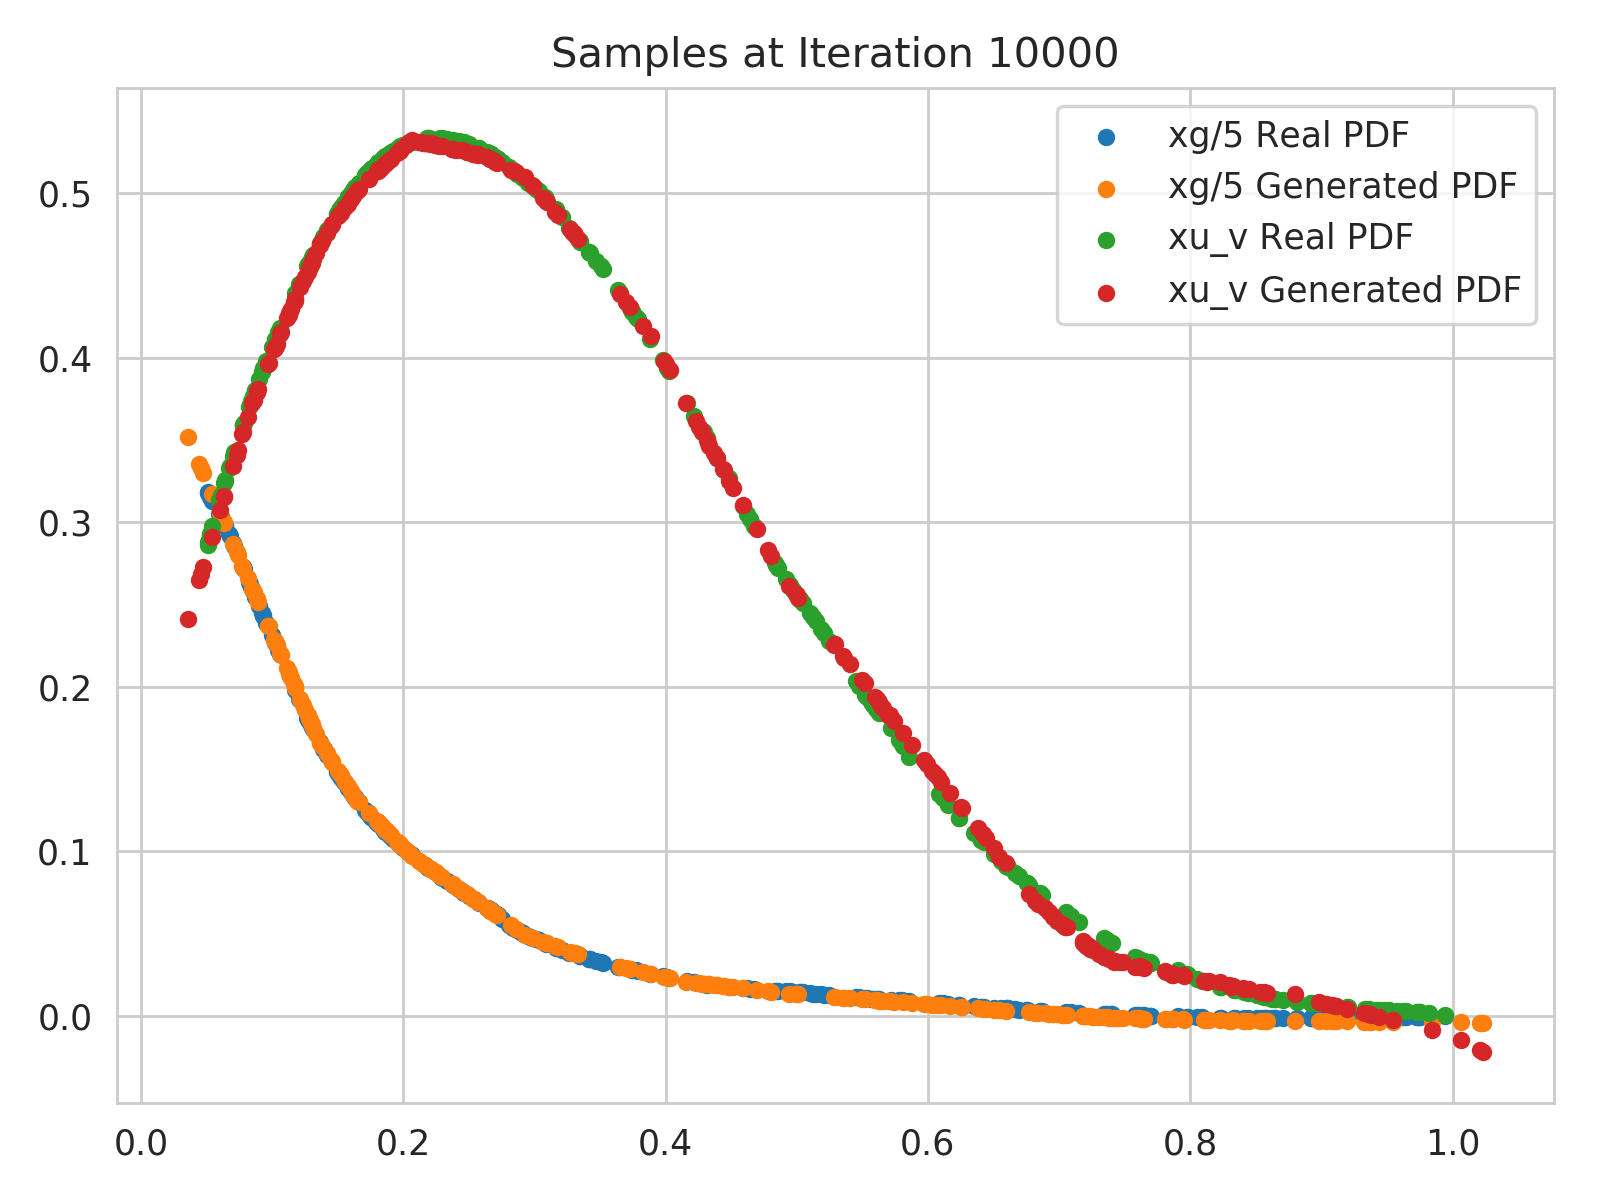 Samples at Iteration 10000
xg/5 Real PDF
xg/5 Generated PDF
xu_v Real PDF
xu_v Generated PDF
0.5
0.4
0.3
0.2
0.1
0.0
0.0 0.2 0.4 0.6 0.8 1.0